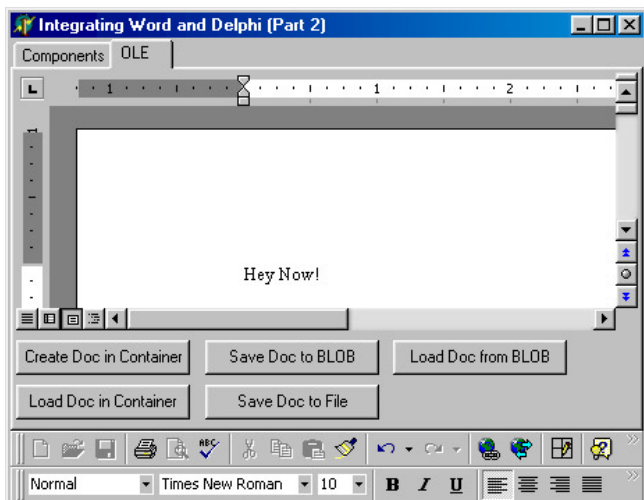 Integrating Word and Delphi (Part 2)
Components OLE
L 1 1 2
1
Hey Now!
Create Doc in Container Save Doc to BLOB Load Doc from BLOB
Load Doc in Container Save Doc to File
ABC
Normal Times New Roman 10 B I U